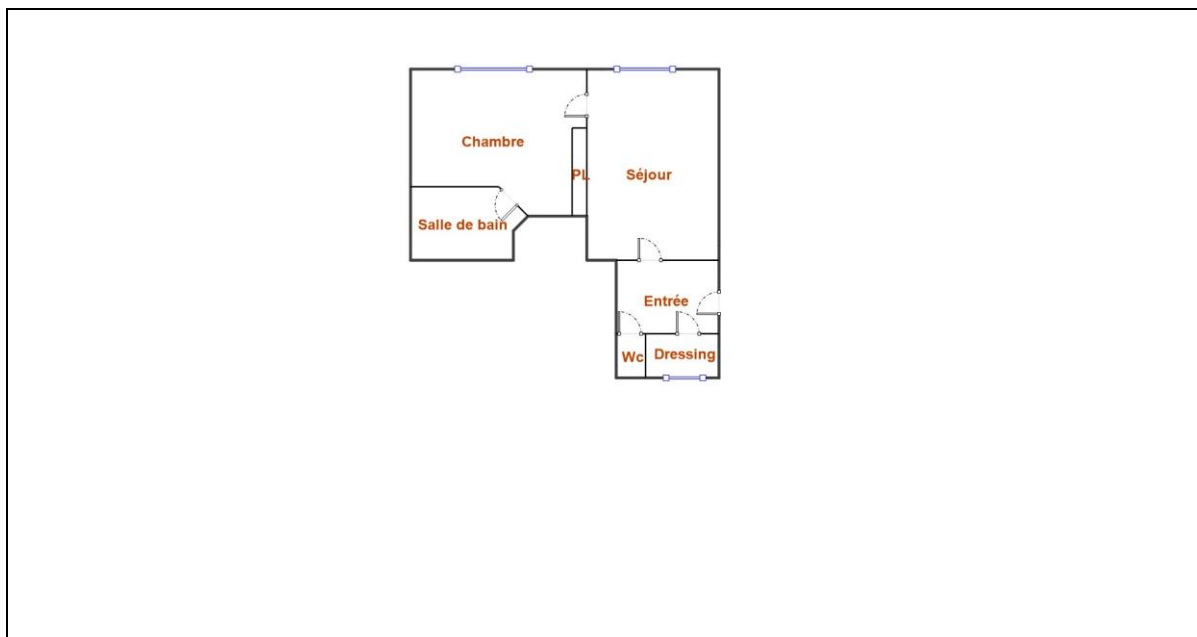 Chambre
PL
Séjour
Salle de bain
Entrée
Wc
Dressing